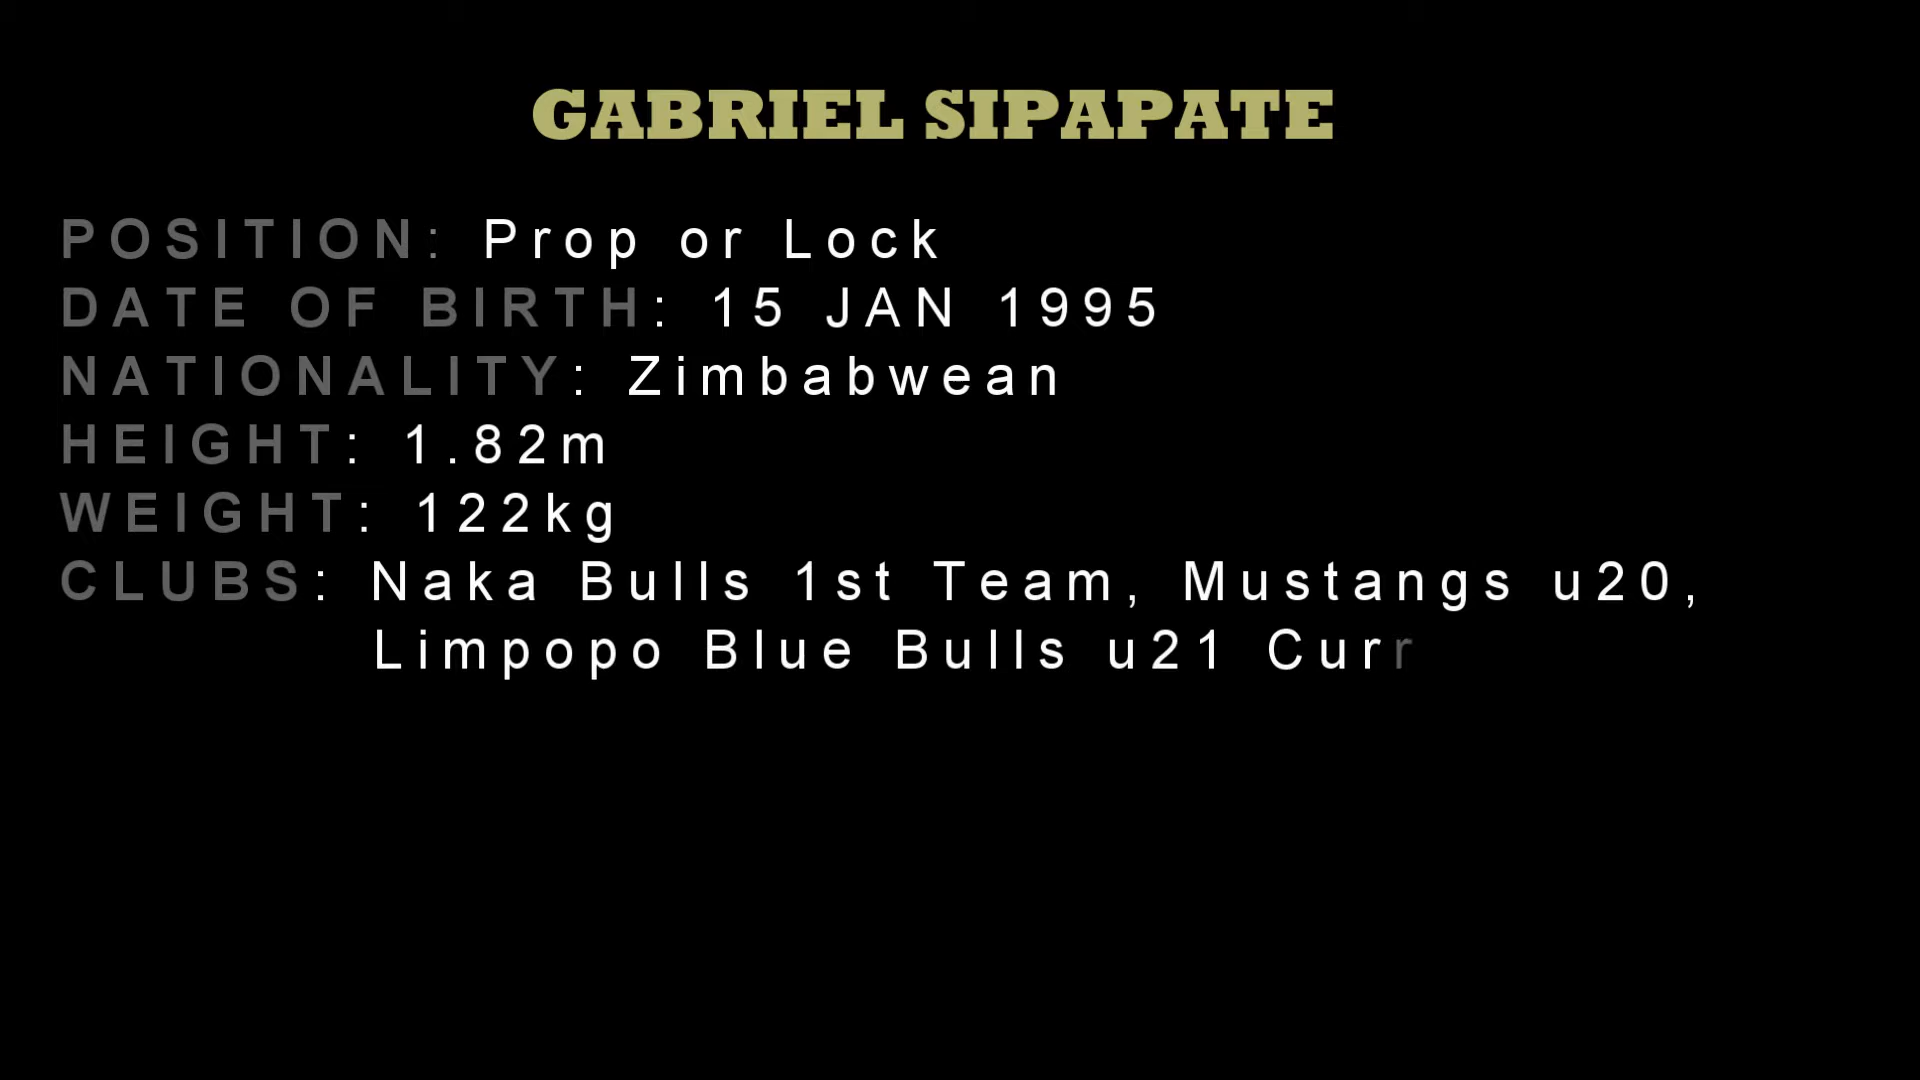 GABRIEL SIPAPATE
POSITION: Prop or Lock
DATE OF BIRTH: 15 JAN 1995
NATIONALITY: Zimbabwean
HEIGHT: 1.82m
WEIGHT: 122kg
CLUBS: Naka Bulls 1st Team, Mustangs u20,
Limpopo Blue Bulls u21 Curr